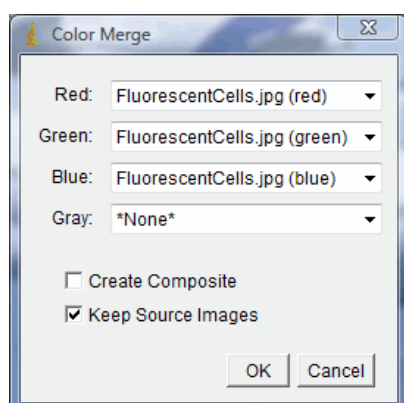 Color Merge
Red: FluorescentCells.jpg (red)
Green: FluorescentCells.jpg (green)
Blue: FluorescentCells.jpg (blue)
Gray: *None*
Create Composite
Keep Source Images
OK Cancel